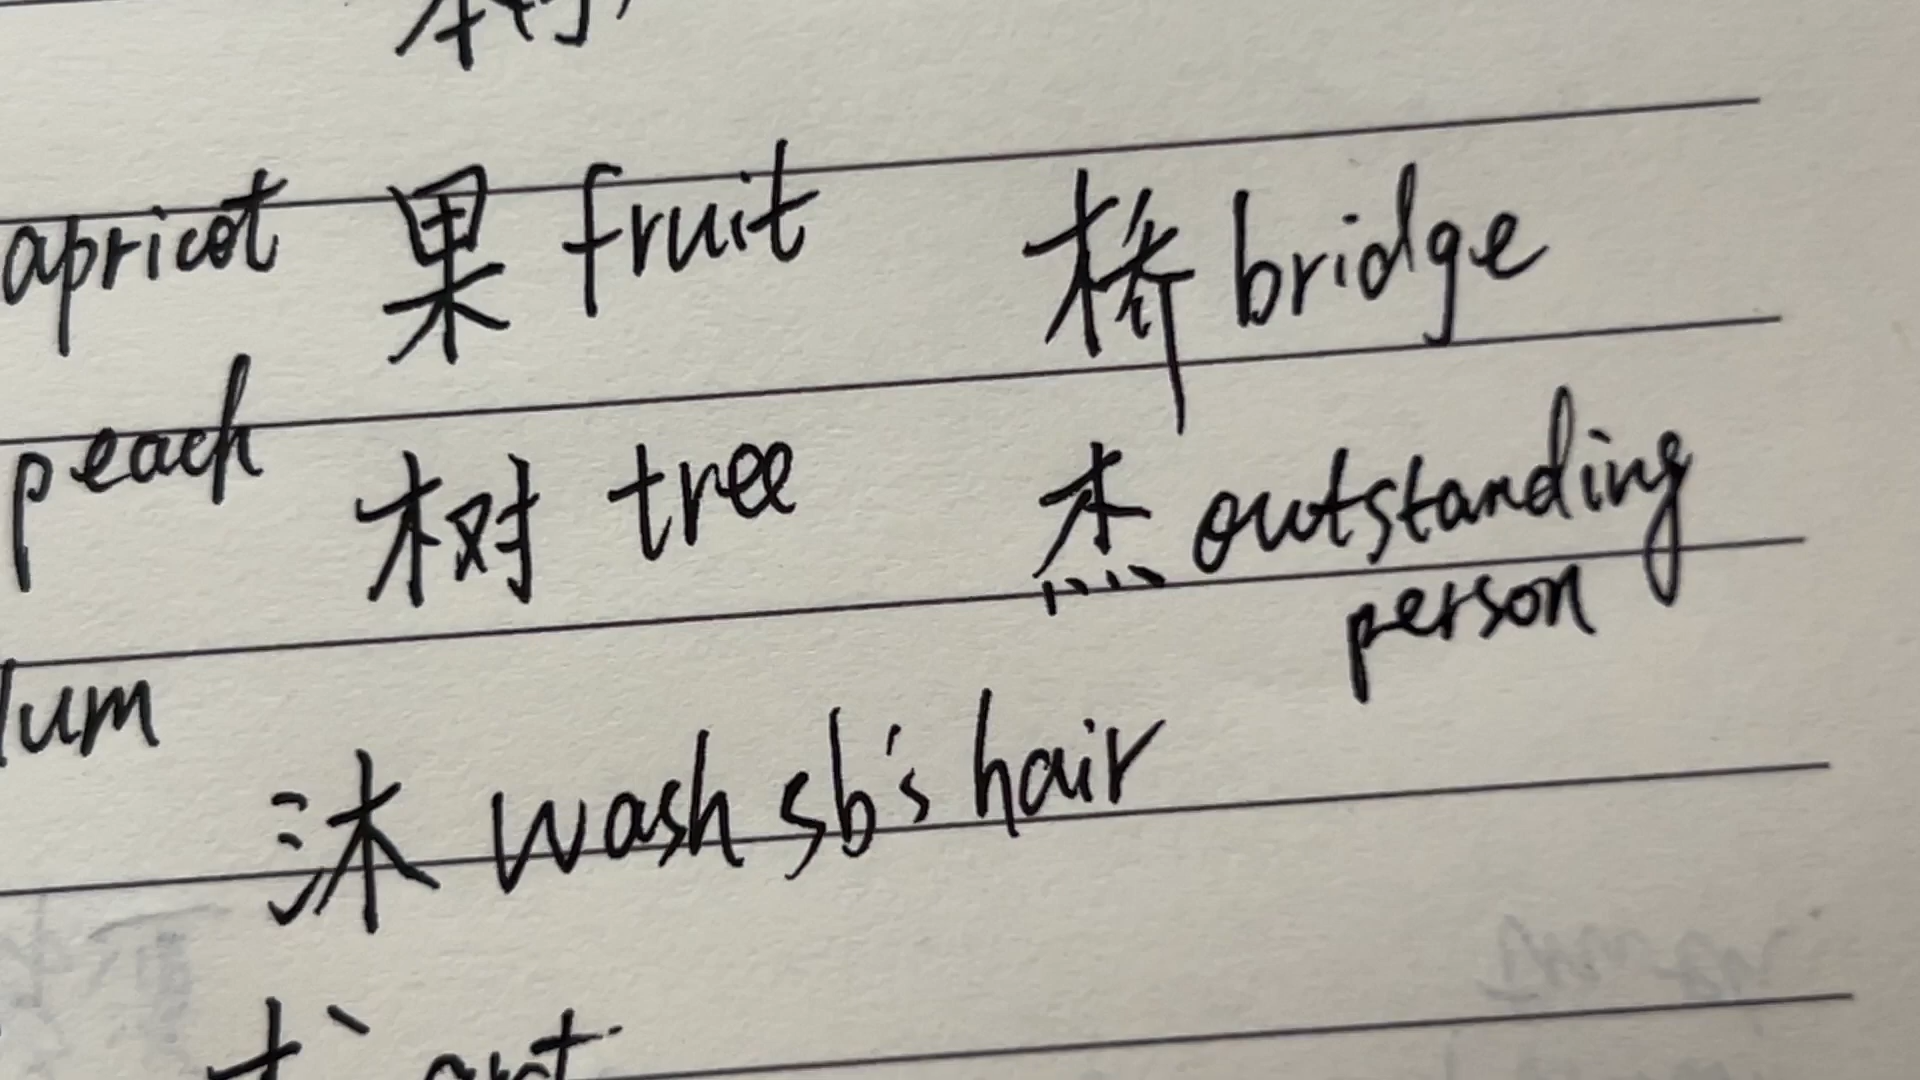 apricot 果 fruit 桥 bridge
peach 树 tree 杰 outstanding
person
lum
沐 wash sb's hair